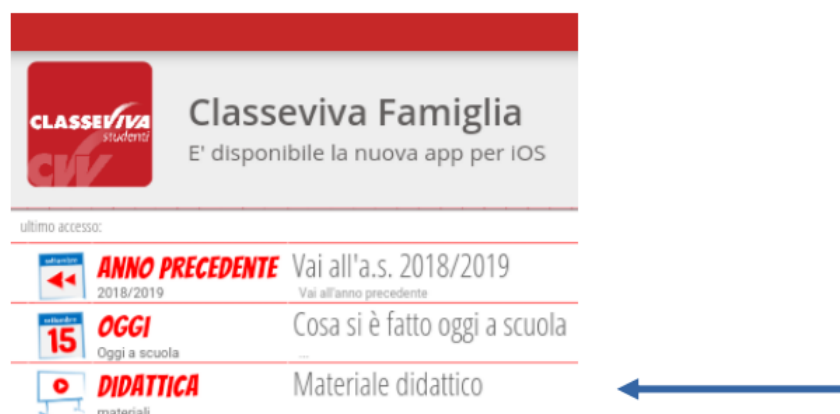 CLASSEVIVA
studenti
CVV
Classeviva Famiglia
E' disponibile la nuova app per iOS
ultimo accesso:
settembre
ANNO PRECEDENTE
2018/2019
Vai all'a.s. 2018/2019
Vai all'anno precedente
settembre
15
OGGI
Oggi a scuola
Cosa si è fatto oggi a scuola
...
DIDATTICA
materiali
Materiale didattico